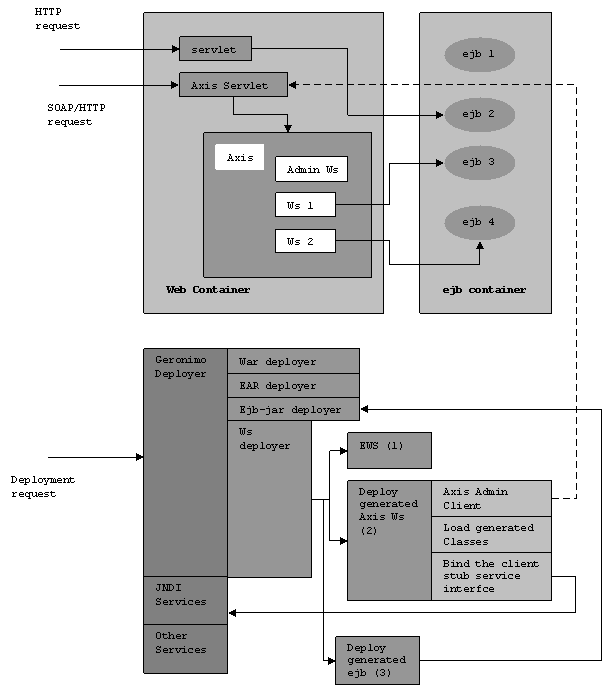 HTTP
request
servlet
ejb 1
Axis Servlet
SOAP/HTTP
request
ejb 2
Axis
Admin Ws
ejb 3
Ws 1
ejb 4
Ws 2
Web Container
ejb container
Geronimo
Deployer
War deployer
EAR deployer
Ejb-jar deployer
Ws
deployer
EWS (1)
Deployment
request
Deploy
generated
Axis Ws
(2)
Axis Admin
Client
Load generated
Classes
Bind the client
stub service
interfce
JNDI
Services
Other
Services
Deploy
generated
ejb (3)